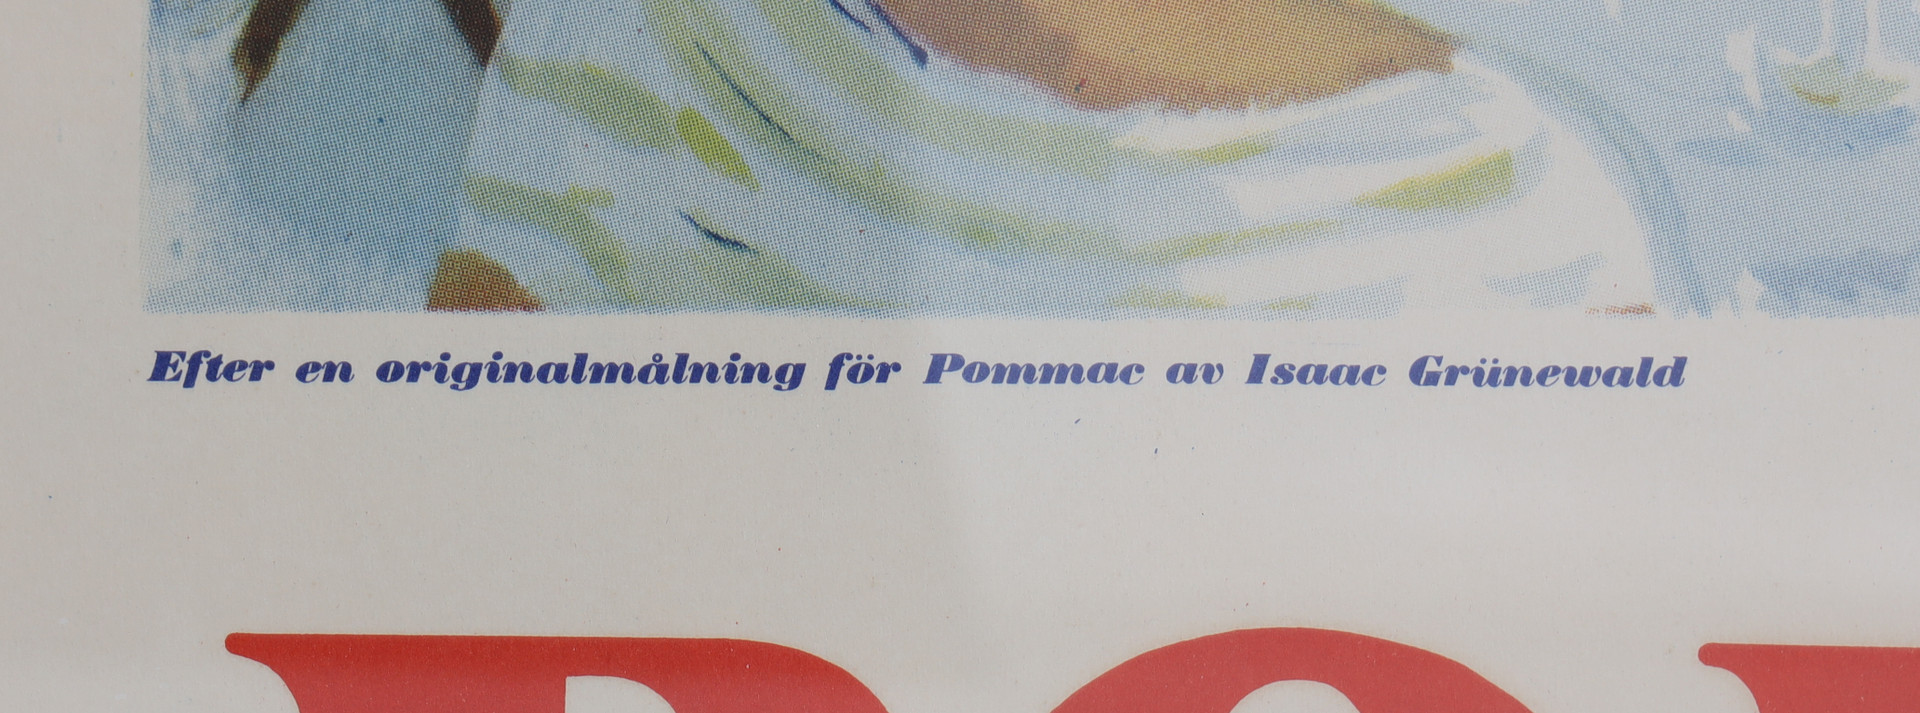 Efter en originalmålning för Pommac av Isaac Grünewald